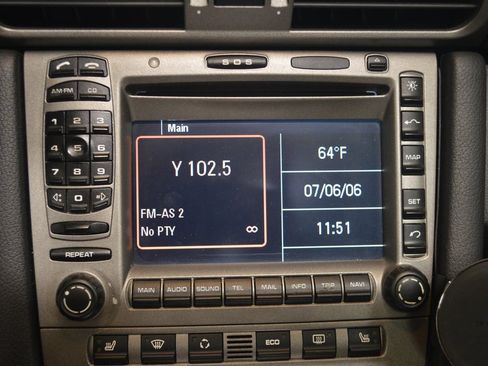 SOS
AM·FM CD
1 2 3
4 5 6
7 8 9
0
REPEAT
Main
Y 102.5
FM-AS 2
No PTY ∞
64°F
07/06/06
11:51
MAP
SET
MAIN AUDIO SOUND TEL MAIL INFO TRIP NAVI
ECO